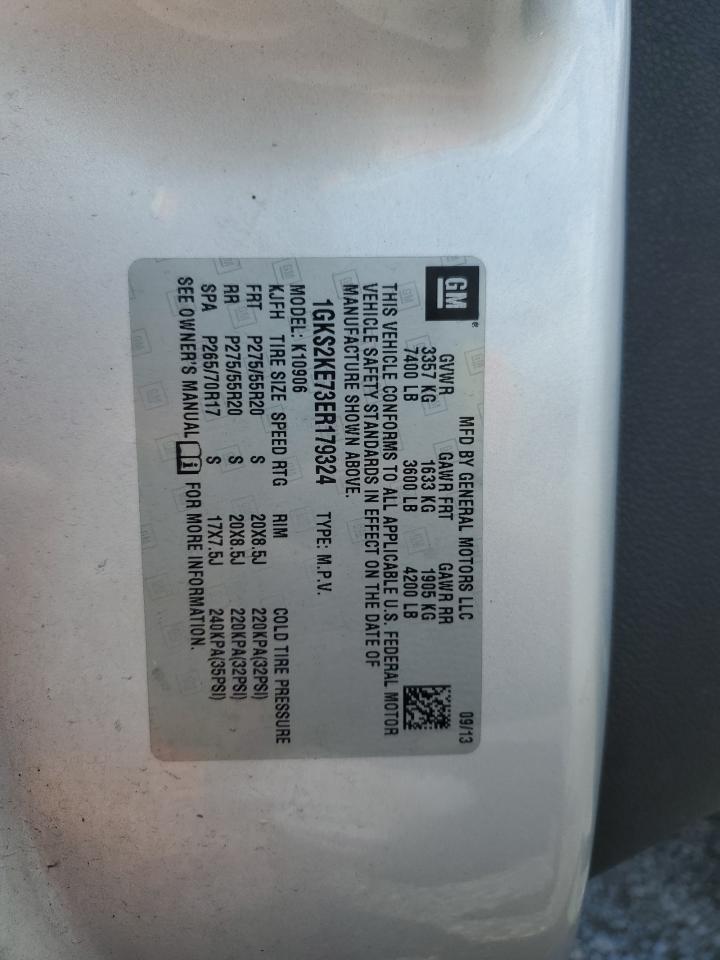 GM®
MFD BY GENERAL MOTORS LLC 09/13
GVWR GAWR FRT GAWR RR
3357 KG 1633 KG 1905 KG
7400 LB 3600 LB 4200 LB
THIS VEHICLE CONFORMS TO ALL APPLICABLE U.S. FEDERAL MOTOR
VEHICLE SAFETY STANDARDS IN EFFECT ON THE DATE OF
MANUFACTURE SHOWN ABOVE.
1GKS2KE73ER179324 TYPE: M.P.V.
MODEL: K10906
KJFH TIRE SIZE SPEED RTG RIM COLD TIRE PRESSURE
FRT P275/55R20 S 20X8.5J 220KPA(32PSI)
RR P275/55R20 S 20X8.5J 220KPA(32PSI)
SPA P265/70R17 S 17X7.5J 240KPA(35PSI)
SEE OWNER'S MANUAL i FOR MORE INFORMATION.